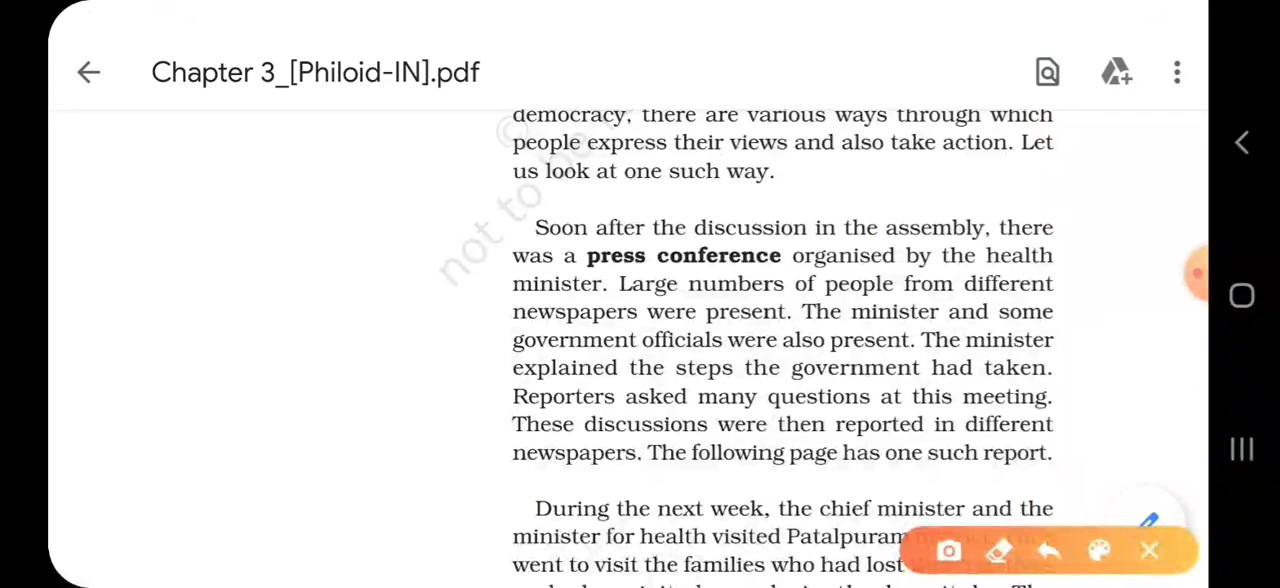 Chapter 3_[Philoid-IN].pdf
democracy, there are various ways through which
people express their views and also take action. Let
us look at one such way.
Soon after the discussion in the assembly, there
was a press conference organised by the health
minister. Large numbers of people from different
newspapers were present. The minister and some
government officials were also present. The minister
explained the steps the government had taken.
Reporters asked many questions at this meeting.
These discussions were then reported in different
newspapers. The following page has one such report.
During the next week, the chief minister and the
minister for health visited Patalpuram
went to visit the families who had lost
© not to be